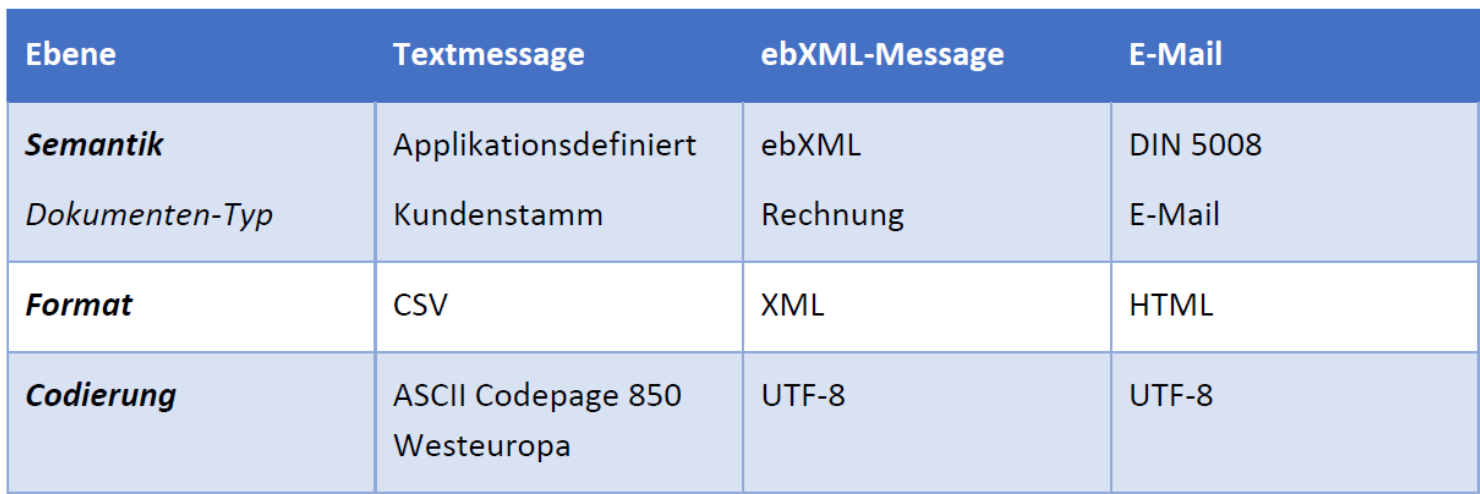 Ebene Textmessage ebXML-Message E-Mail
Semantik Applikationsdefiniert ebXML DIN 5008
Dokumenten-Typ Kundenstamm Rechnung E-Mail
Format CSV XML HTML
Codierung ASCII Codepage 850 UTF-8 UTF-8
Westeuropa